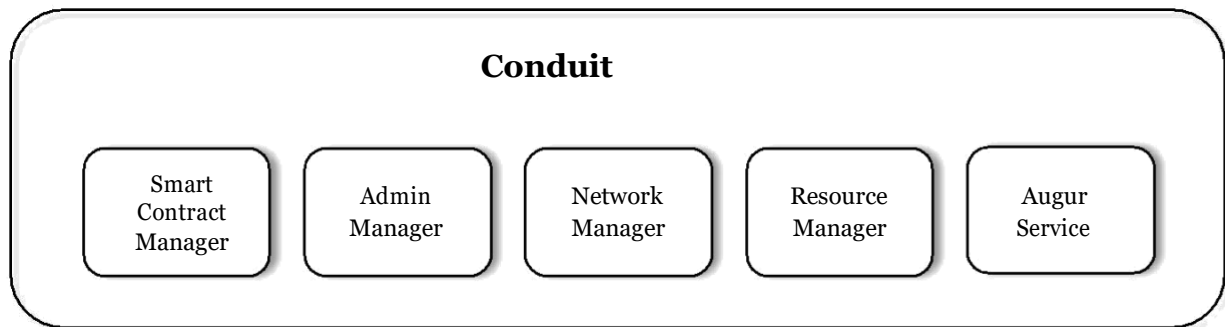 Conduit
Smart
Contract
Manager
Admin
Manager
Network
Manager
Resource
Manager
Augur
Service